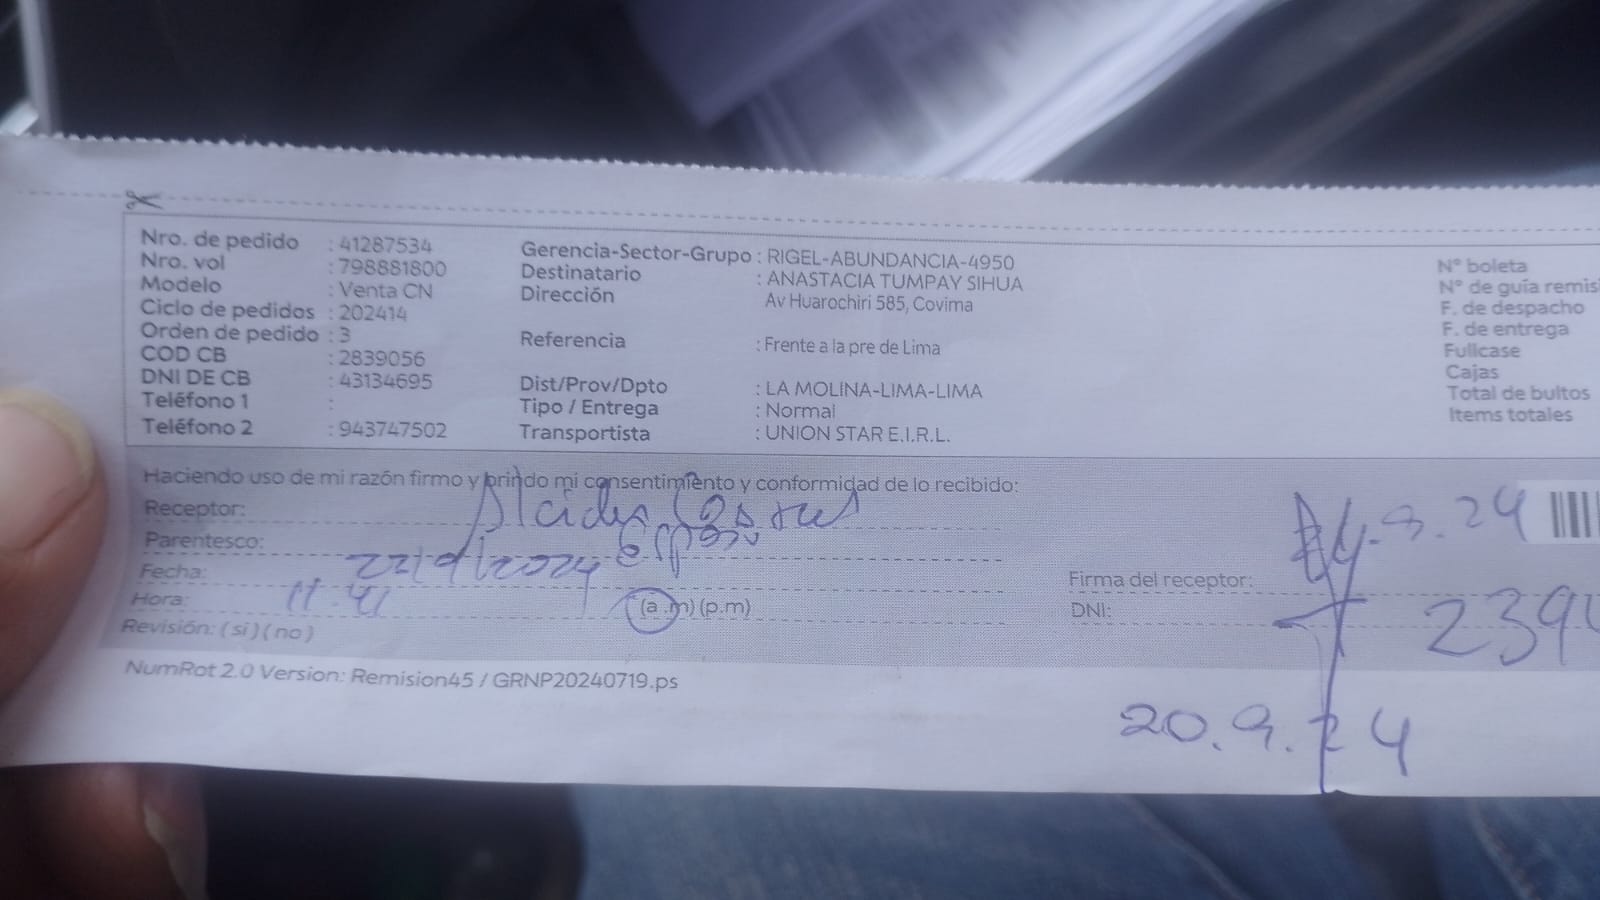 Nro. de pedido : 41287534
Nro. vol : 798881800
Modelo : Venta CN
Ciclo de pedidos : 202414
Orden de pedido : 3
COD CB : 2839056
DNI DE CB : 43134695
Teléfono 1 :
Teléfono 2 : 943747502
Gerencia-Sector-Grupo : RIGEL-ABUNDANCIA-4950
Destinatario : ANASTACIA TUMPAY SIHUA
Dirección Av Huarochiri 585, Covima
Referencia : Frente a la pre de Lima
Dist/Prov/Dpto : LA MOLINA-LIMA-LIMA
Tipo / Entrega : Normal
Transportista : UNION STAR E.I.R.L.
N° boleta
N° de guía remis
F. de despacho
F. de entrega
Fullcase
Cajas
Total de bultos
Items totales
Haciendo uso de mi razón firmo y brindo mi consentimiento y conformidad de lo recibido:
Receptor:
Parentesco: Esposo
Fecha: 22/9/2024
Hora: 11:41 (a.m) (p.m)
Revisión: (si) (no)
Firma del receptor:
DNI: 239
20.9.24
NumRot 2.0 Version: Remision45 / GRNP20240719.ps